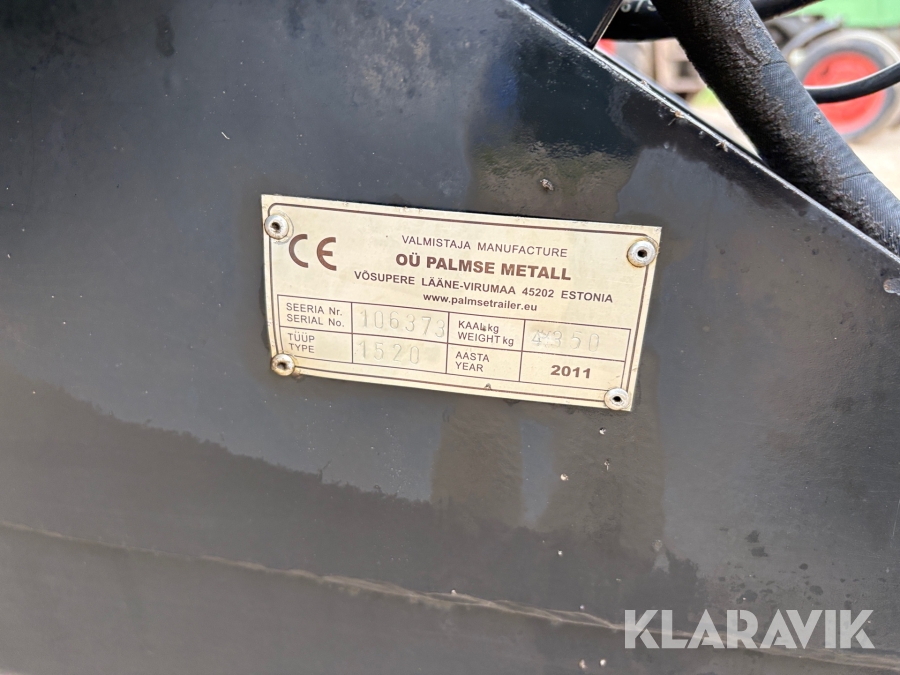 CE
VALMISTAJA MANUFACTURE
OÜ PALMSE METALL
VÕSUPERE LÄÄNE-VIRUMAA 45202 ESTONIA
www.palmsetrailer.eu
SEERIA Nr. 106373 KAAL kg
SERIAL No. WEIGHT kg
TÜÜP 1520 AASTA 2011
TYPE YEAR
KLARAVIK